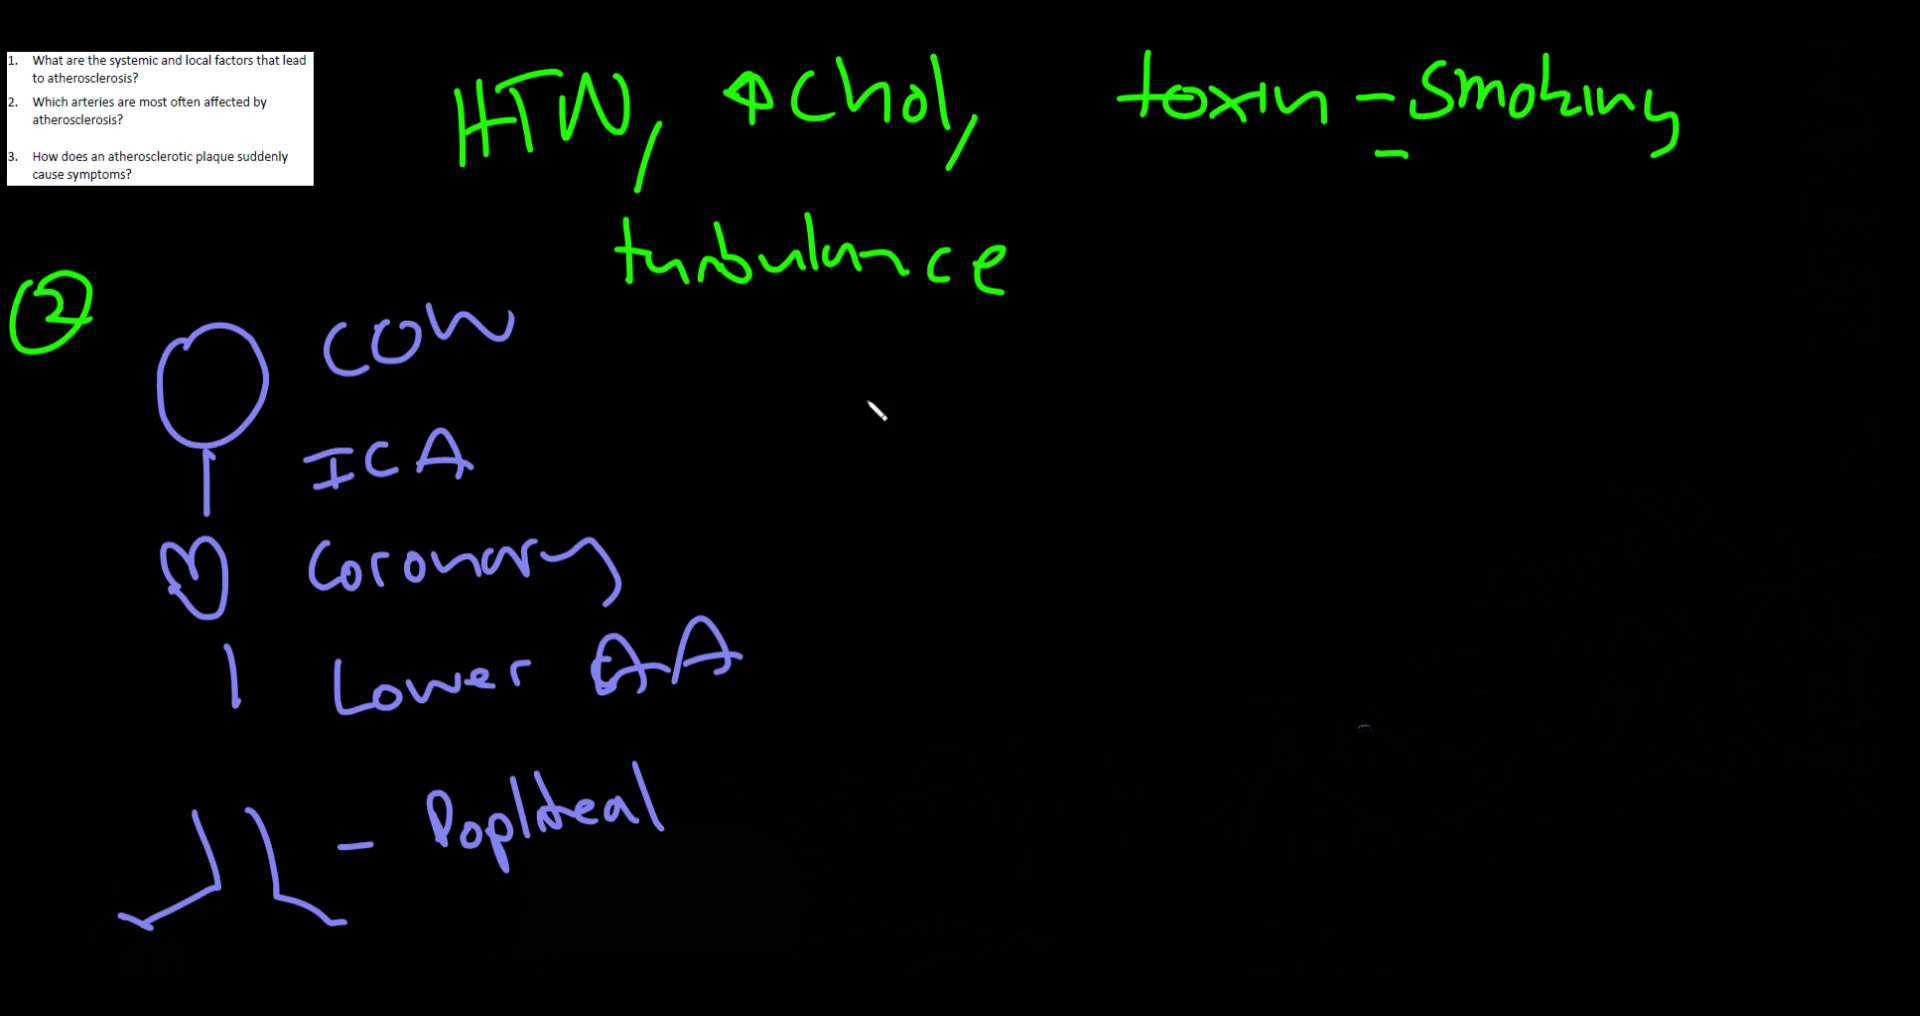 1. What are the systemic and local factors that lead
to atherosclerosis?
2. Which arteries are most often affected by
atherosclerosis?
3. How does an atherosclerotic plaque suddenly
cause symptoms?
HTN, ↑ Chol, toxin - Smoking
turbulance
2
COW
ICA
Coronary
Lower AA
- Popliteal